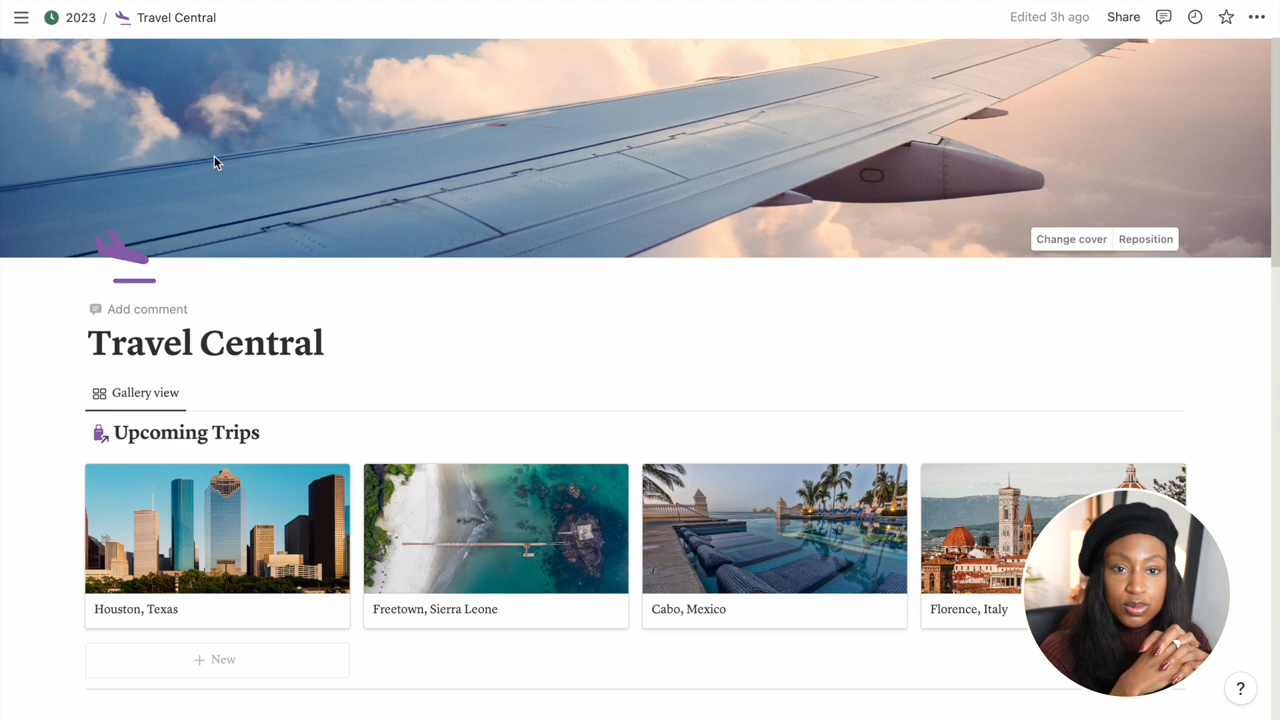 2023 / Travel Central
Edited 3h ago
Share
Change cover
Reposition
Add comment
Travel Central
Gallery view
Upcoming Trips
Houston, Texas
Freetown, Sierra Leone
Cabo, Mexico
Florence, Italy
+ New
?